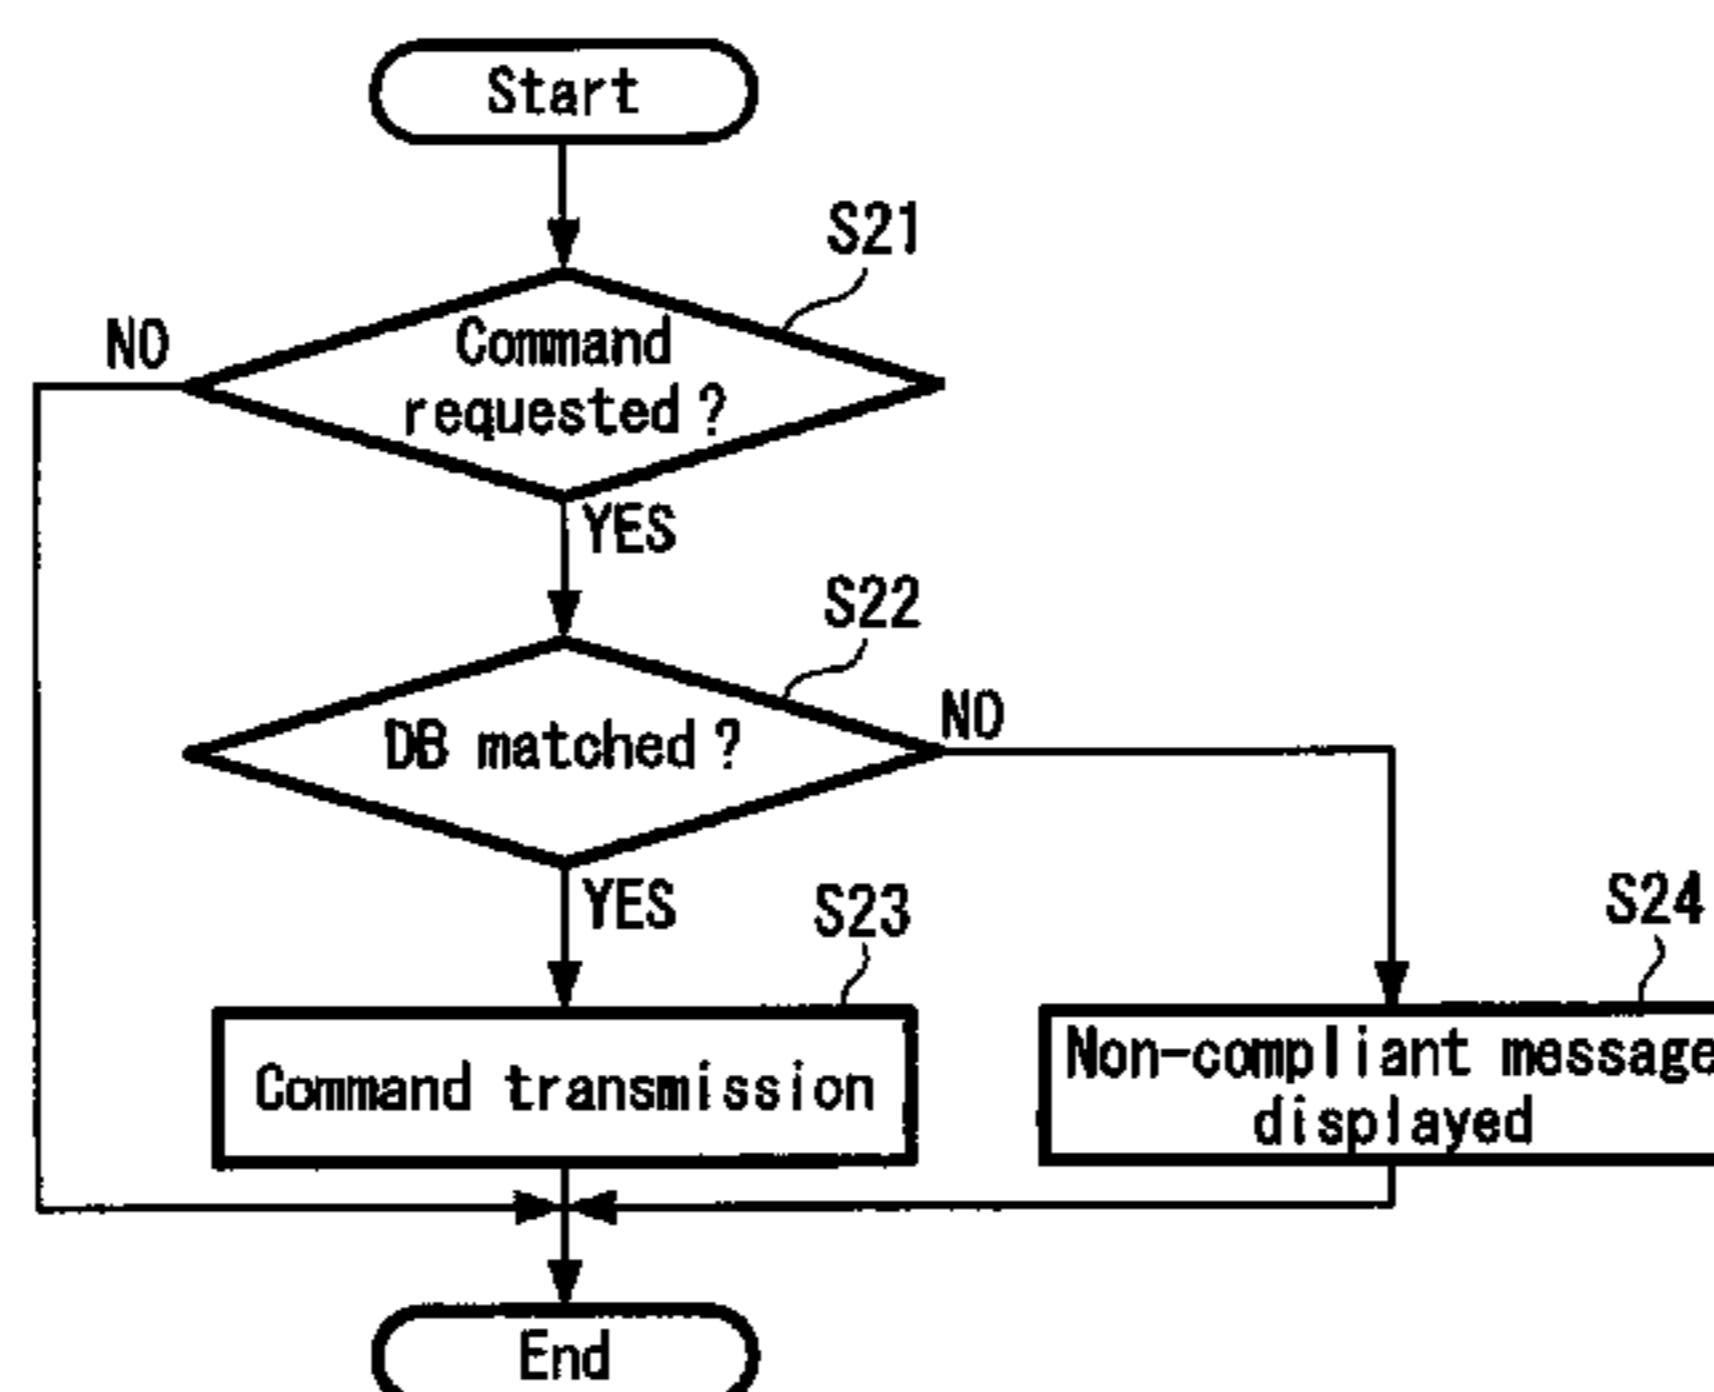 Start
S21
NO
Command
requested?
YES
S22
NO
DB matched?
YES
S23
S24
Command transmission
Non-compliant message
displayed
End